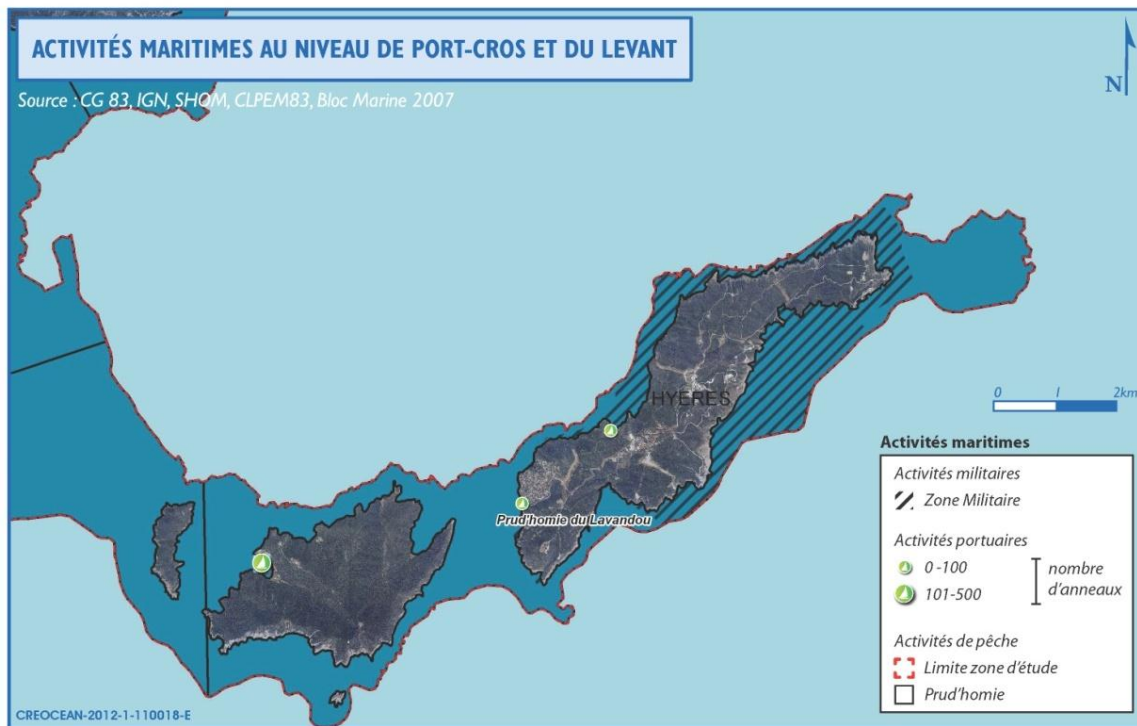 ACTIVITÉS MARITIMES AU NIVEAU DE PORT-CROS ET DU LEVANT
Source : CG 83, IGN, SHOM, CLPEM83, Bloc Marine 2007
N
HYERES
Prud'homie du Lavandou
0 1 2km
Activités maritimes
Activités militaires
Zone Militaire
Activités portuaires
0 -100
101-500
nombre
d'anneaux
Activités de pêche
Limite zone d'étude
Prud'homie
CREOCEAN-2012-1-110018-E